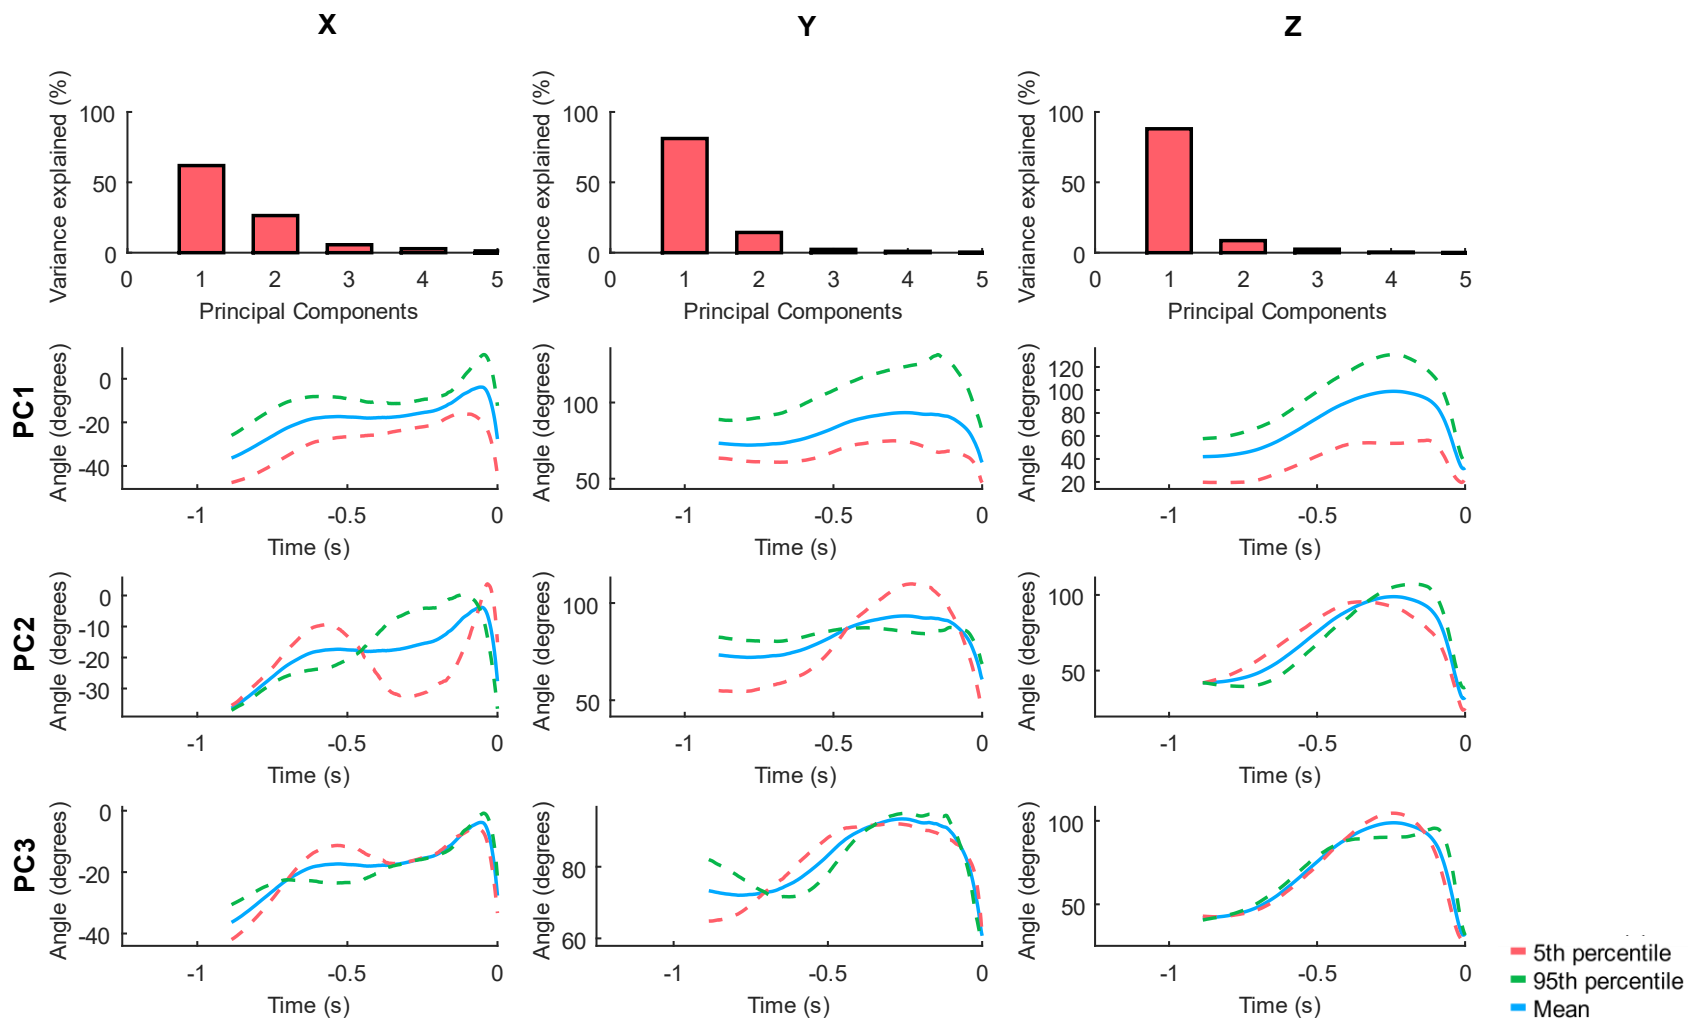 X Y Z
Variance explained (%)
100
50
0
0 1 2 3 4 5
Principal Components
Variance explained (%)
100
50
0
0 1 2 3 4 5
Principal Components
Variance explained (%)
100
50
0
0 1 2 3 4 5
Principal Components
PC1
Angle (degrees)
0
-20
-40
-1 -0.5 0
Time (s)
Angle (degrees)
100
50
-1 -0.5 0
Time (s)
Angle (degrees)
120
100
80
60
40
20
-1 -0.5 0
Time (s)
PC2
Angle (degrees)
0
-10
-20
-30
-1 -0.5 0
Time (s)
Angle (degrees)
100
50
-1 -0.5 0
Time (s)
Angle (degrees)
100
50
-1 -0.5 0
Time (s)
PC3
Angle (degrees)
0
-20
-40
-1 -0.5 0
Time (s)
Angle (degrees)
80
60
-1 -0.5 0
Time (s)
Angle (degrees)
100
50
-1 -0.5 0
Time (s)
5th percentile
95th percentile
Mean